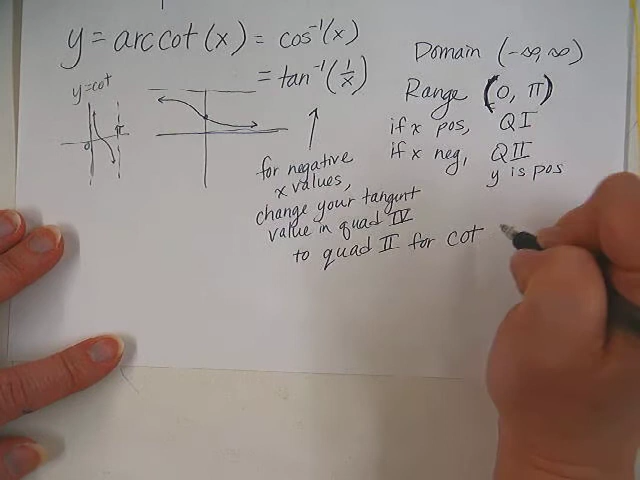 y = arccot(x) = cos⁻¹(x)
= tan⁻¹(1/x)
y=cot
0
π
for negative
x values,
change your tangent
value in quad IV
to quad II for cot
Domain (-∞, ∞)
Range (0, π)
if x pos, QI
if x neg, QII
y is pos